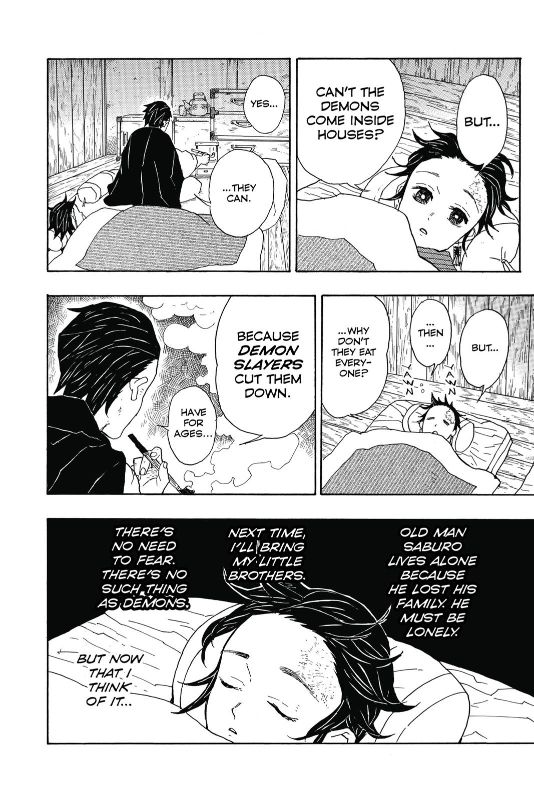 BUT...
CAN'T THE
DEMONS
COME INSIDE
HOUSES?
YES...
...THEY
CAN.
BUT...
...
THEN
...
...WHY
DON'T
THEY EAT
EVERY-
ONE?
BECAUSE
DEMON
SLAYERS
CUT THEM
DOWN.
HAVE
FOR
AGES...
OLD MAN
SABURO
LIVES ALONE
BECAUSE
HE LOST HIS
FAMILY. HE
MUST BE
LONELY.
NEXT TIME,
I'LL BRING
MY LITTLE
BROTHERS.
THERE'S
NO NEED
TO FEAR.
THERE'S NO
SUCH THING
AS DEMONS.
BUT NOW
THAT I
THINK
OF IT...